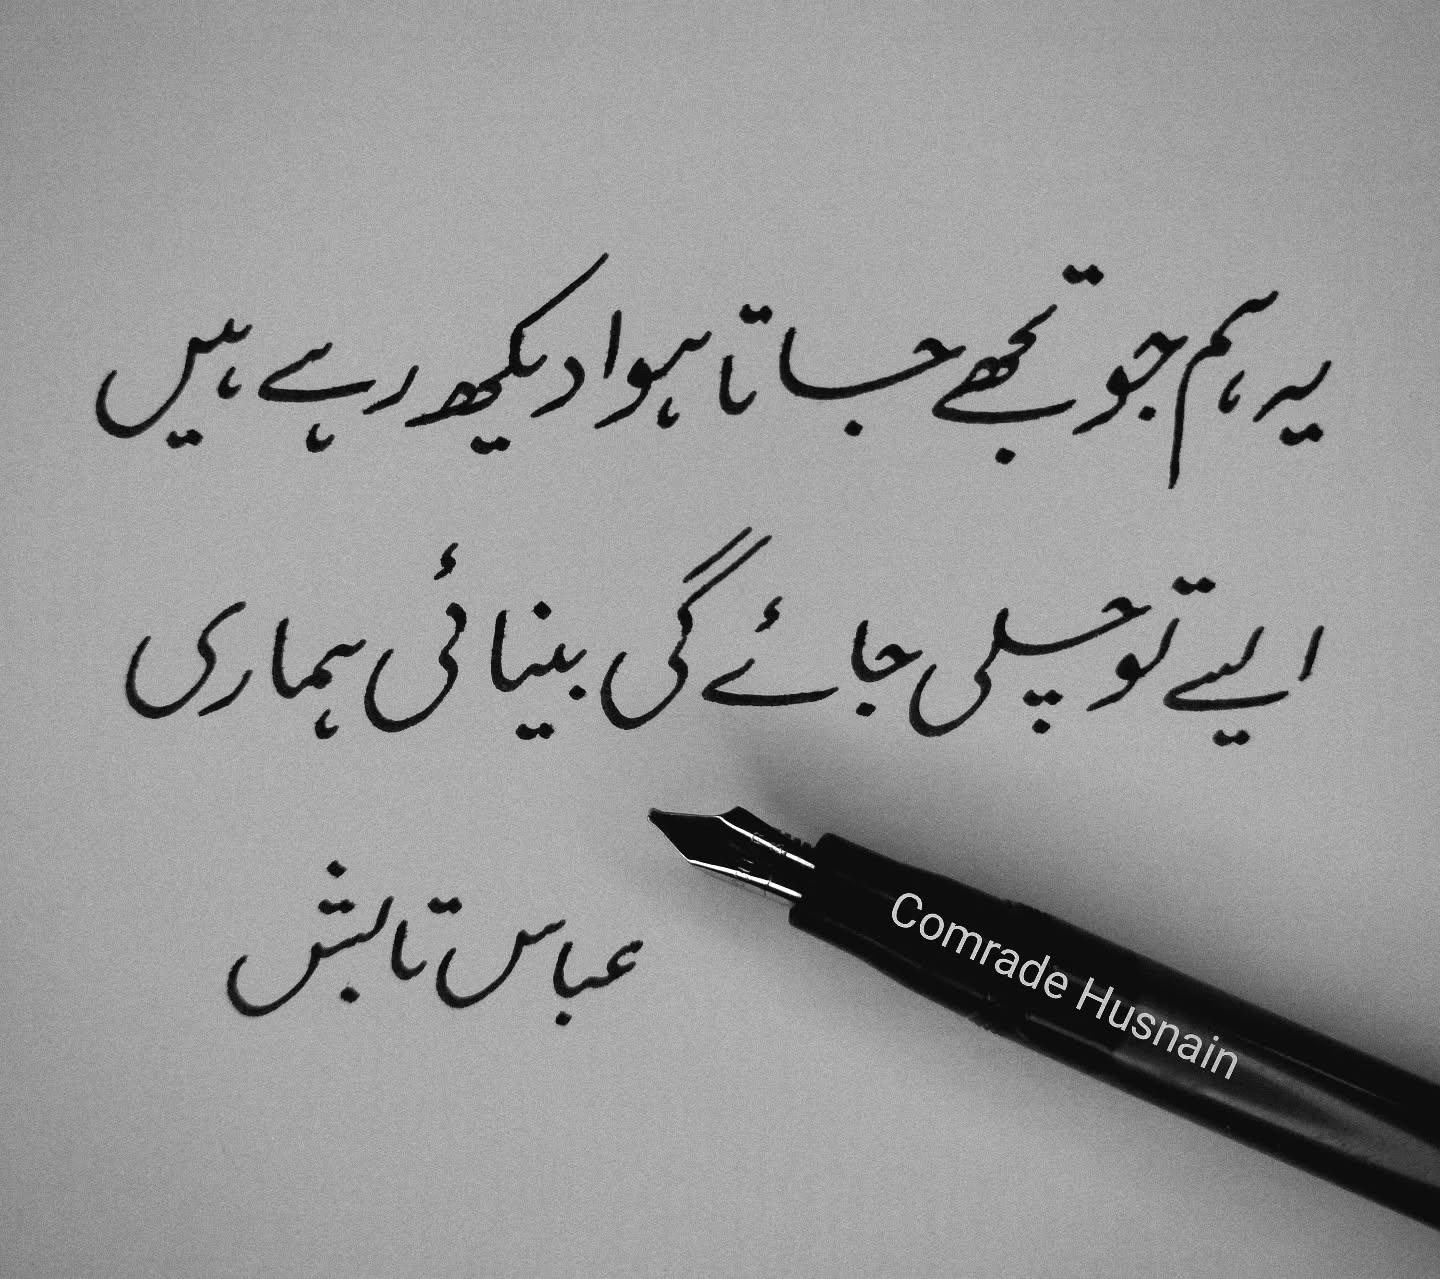 یہ ہم جو تجھے جاتا ہوا دیکھ رہے ہیں
ایسے تو چلی جائے گی بینائی ہماری
عباس تابش
Comrade Husnain